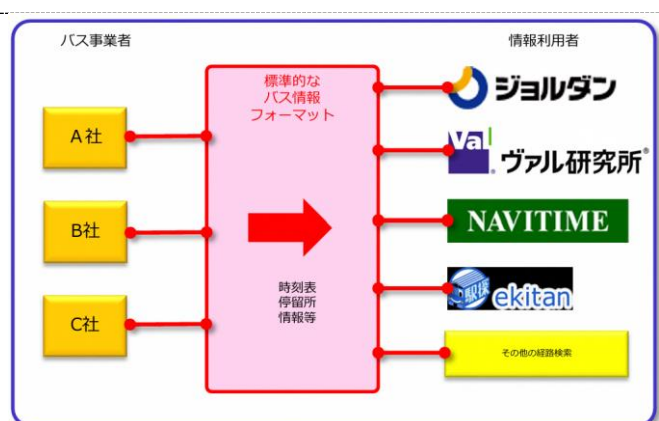 バス事業者
情報利用者
標準的な
バス情報
フォーマット
A社
B社
C社
時刻表
停留所
情報等
ジョルダン
Val
ヴァル研究所®
NAVITIME
駅探
ekitan
その他の経路検索